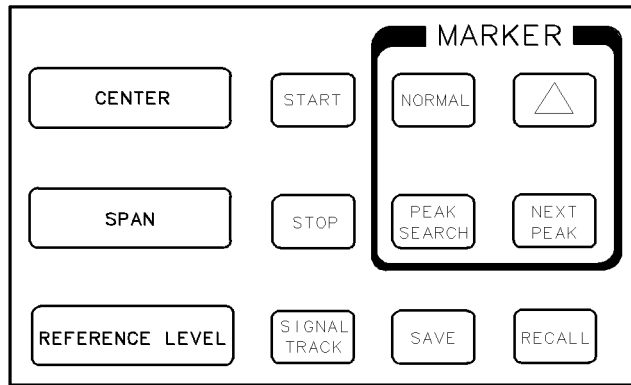 MARKER
CENTER
START
NORMAL
SPAN
STOP
PEAK
SEARCH
NEXT
PEAK
REFERENCE LEVEL
SIGNAL
TRACK
SAVE
RECALL